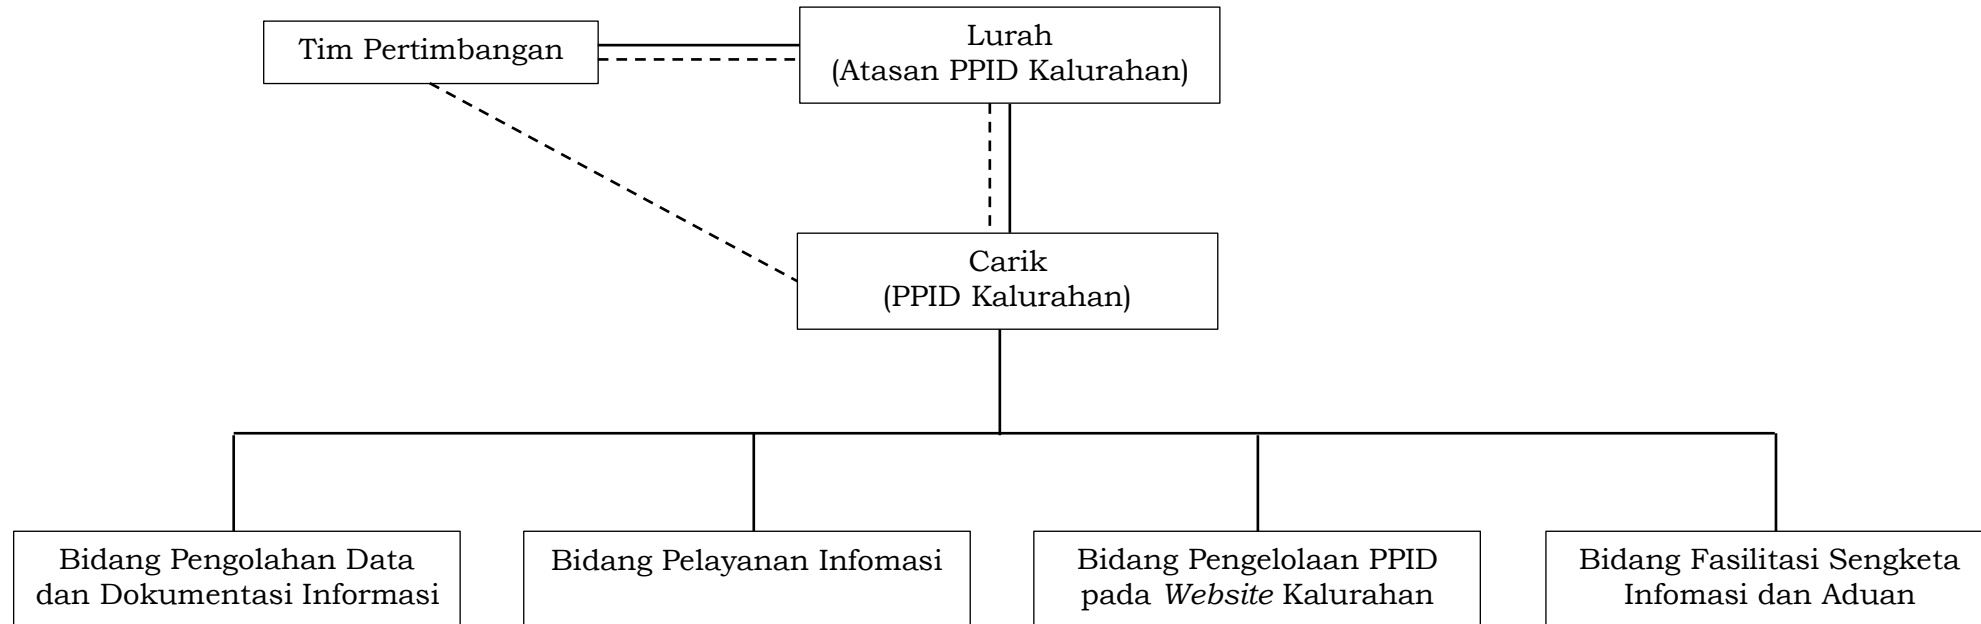 Tim Pertimbangan
Lurah
(Atasan PPID Kalurahan)
Carik
(PPID Kalurahan)
Bidang Pengolahan Data
dan Dokumentasi Informasi
Bidang Pelayanan Infomasi
Bidang Pengelolaan PPID
pada Website Kalurahan
Bidang Fasilitasi Sengketa
Infomasi dan Aduan